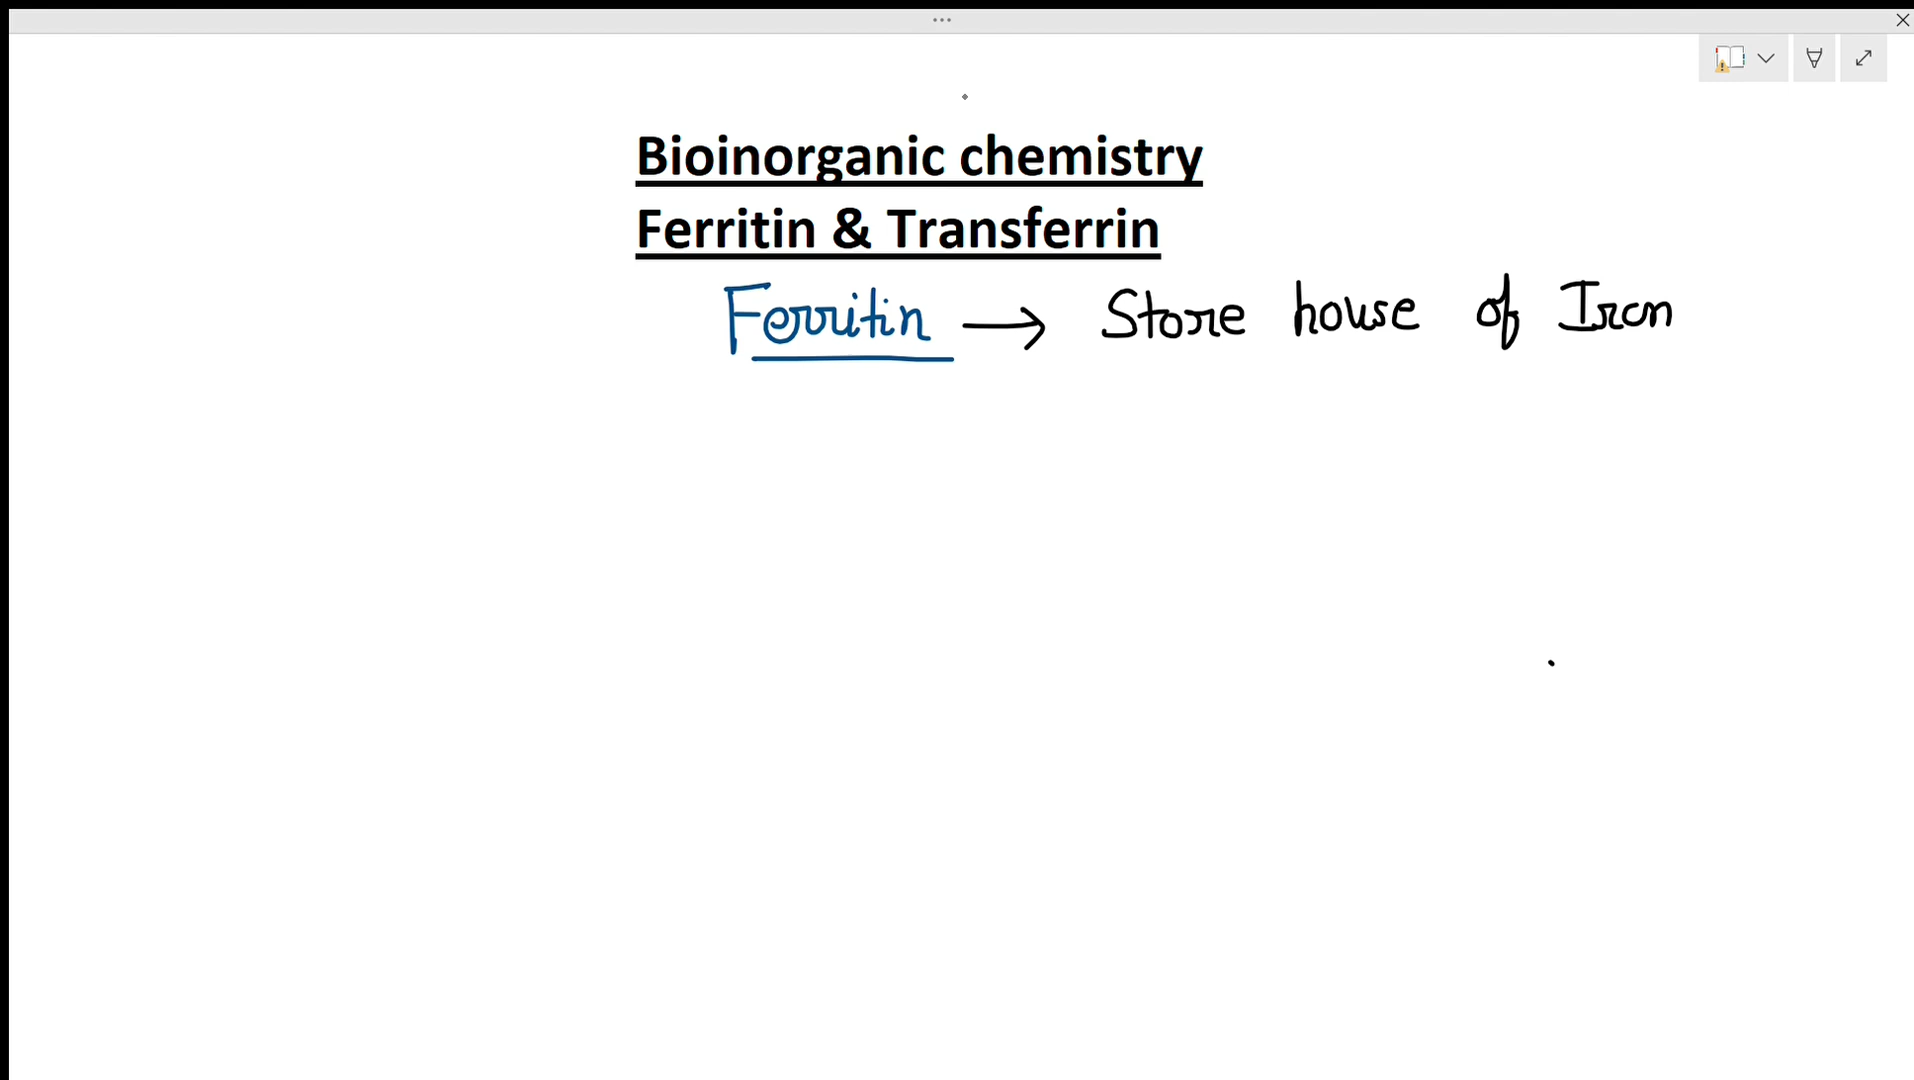 Bioinorganic chemistry
Ferritin & Transferrin
Ferritin → Store house of Iron